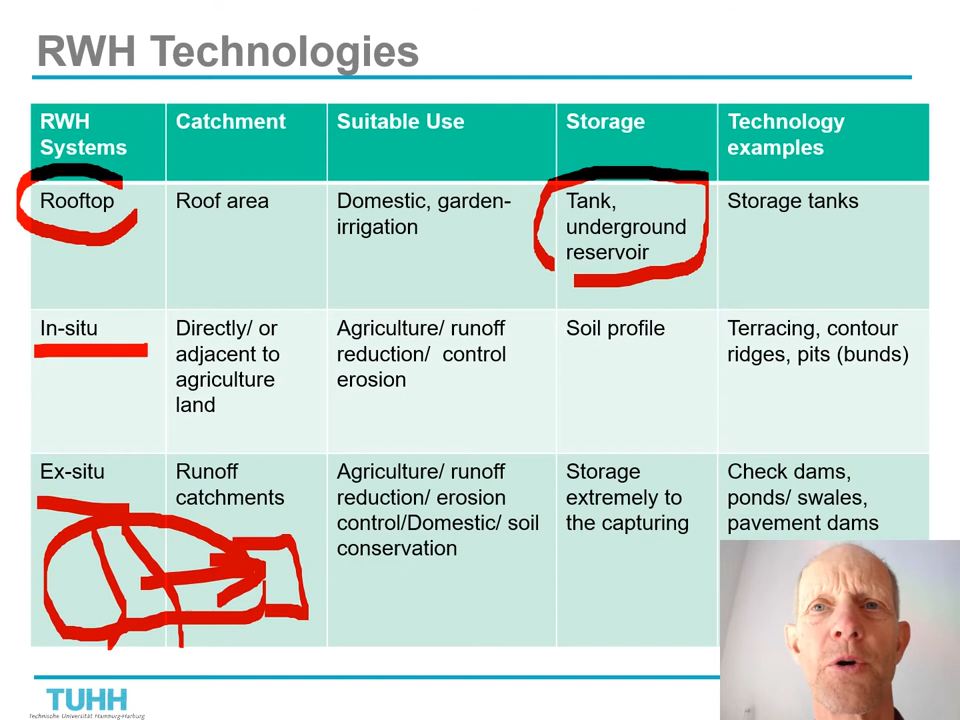 RWH Technologies
RWH
Systems
Catchment
Suitable Use
Storage
Technology
examples
Rooftop
Roof area
Domestic, garden-
irrigation
Tank,
underground
reservoir
Storage tanks
In-situ
Directly/ or
adjacent to
agriculture
land
Agriculture/ runoff
reduction/ control
erosion
Soil profile
Terracing, contour
ridges, pits (bunds)
Ex-situ
Runoff
catchments
Agriculture/ runoff
reduction/ erosion
control/Domestic/ soil
conservation
Storage
extremely to
the capturing
Check dams,
ponds/ swales,
pavement dams
TUHH
Technische Universität Hamburg-Harburg